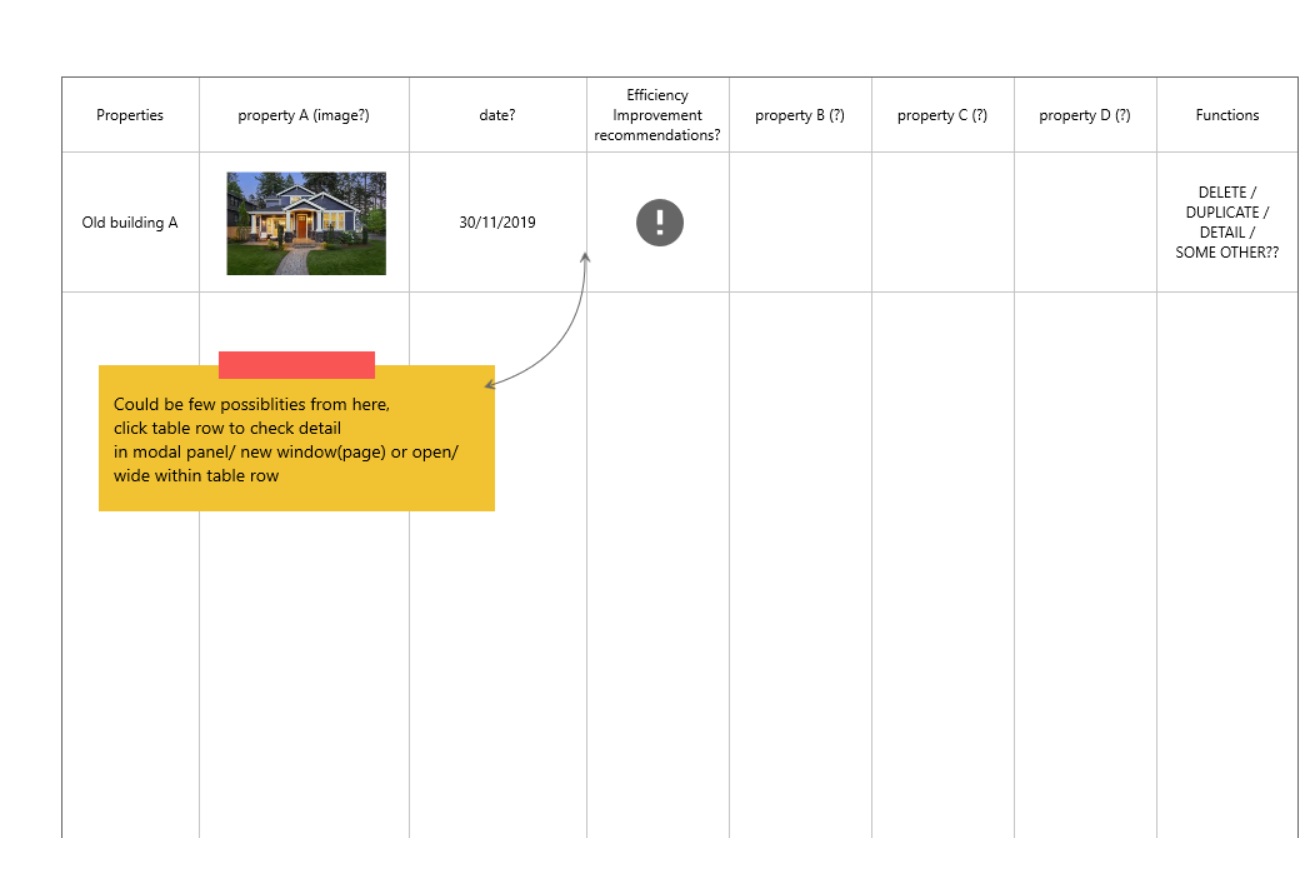 Properties
property A (image?)
date?
Efficiency
Improvement
recommendations?
property B (?)
property C (?)
property D (?)
Functions
Old building A
30/11/2019
!
DELETE /
DUPLICATE /
DETAIL /
SOME OTHER??
Could be few possiblities from here,
click table row to check detail
in modal panel/ new window(page) or open/
wide within table row